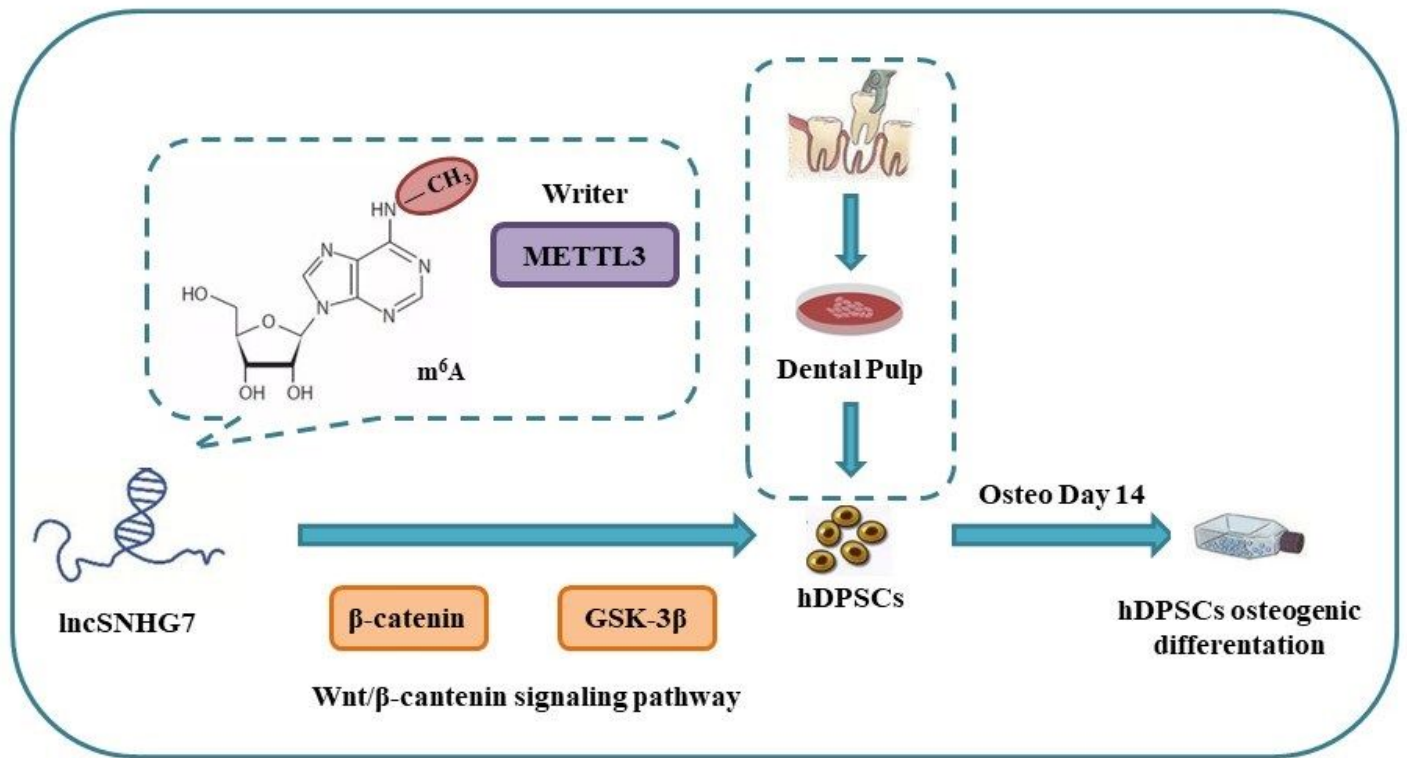 — CH₃
HN
Writer
METTL3
N
N
N
N
HO
O
OH
OH
m⁶A
Dental Pulp
Osteo Day 14
lncSNHG7
β-catenin
GSK-3β
Wnt/β-cantenin signaling pathway
hDPSCs
hDPSCs osteogenic
differentation